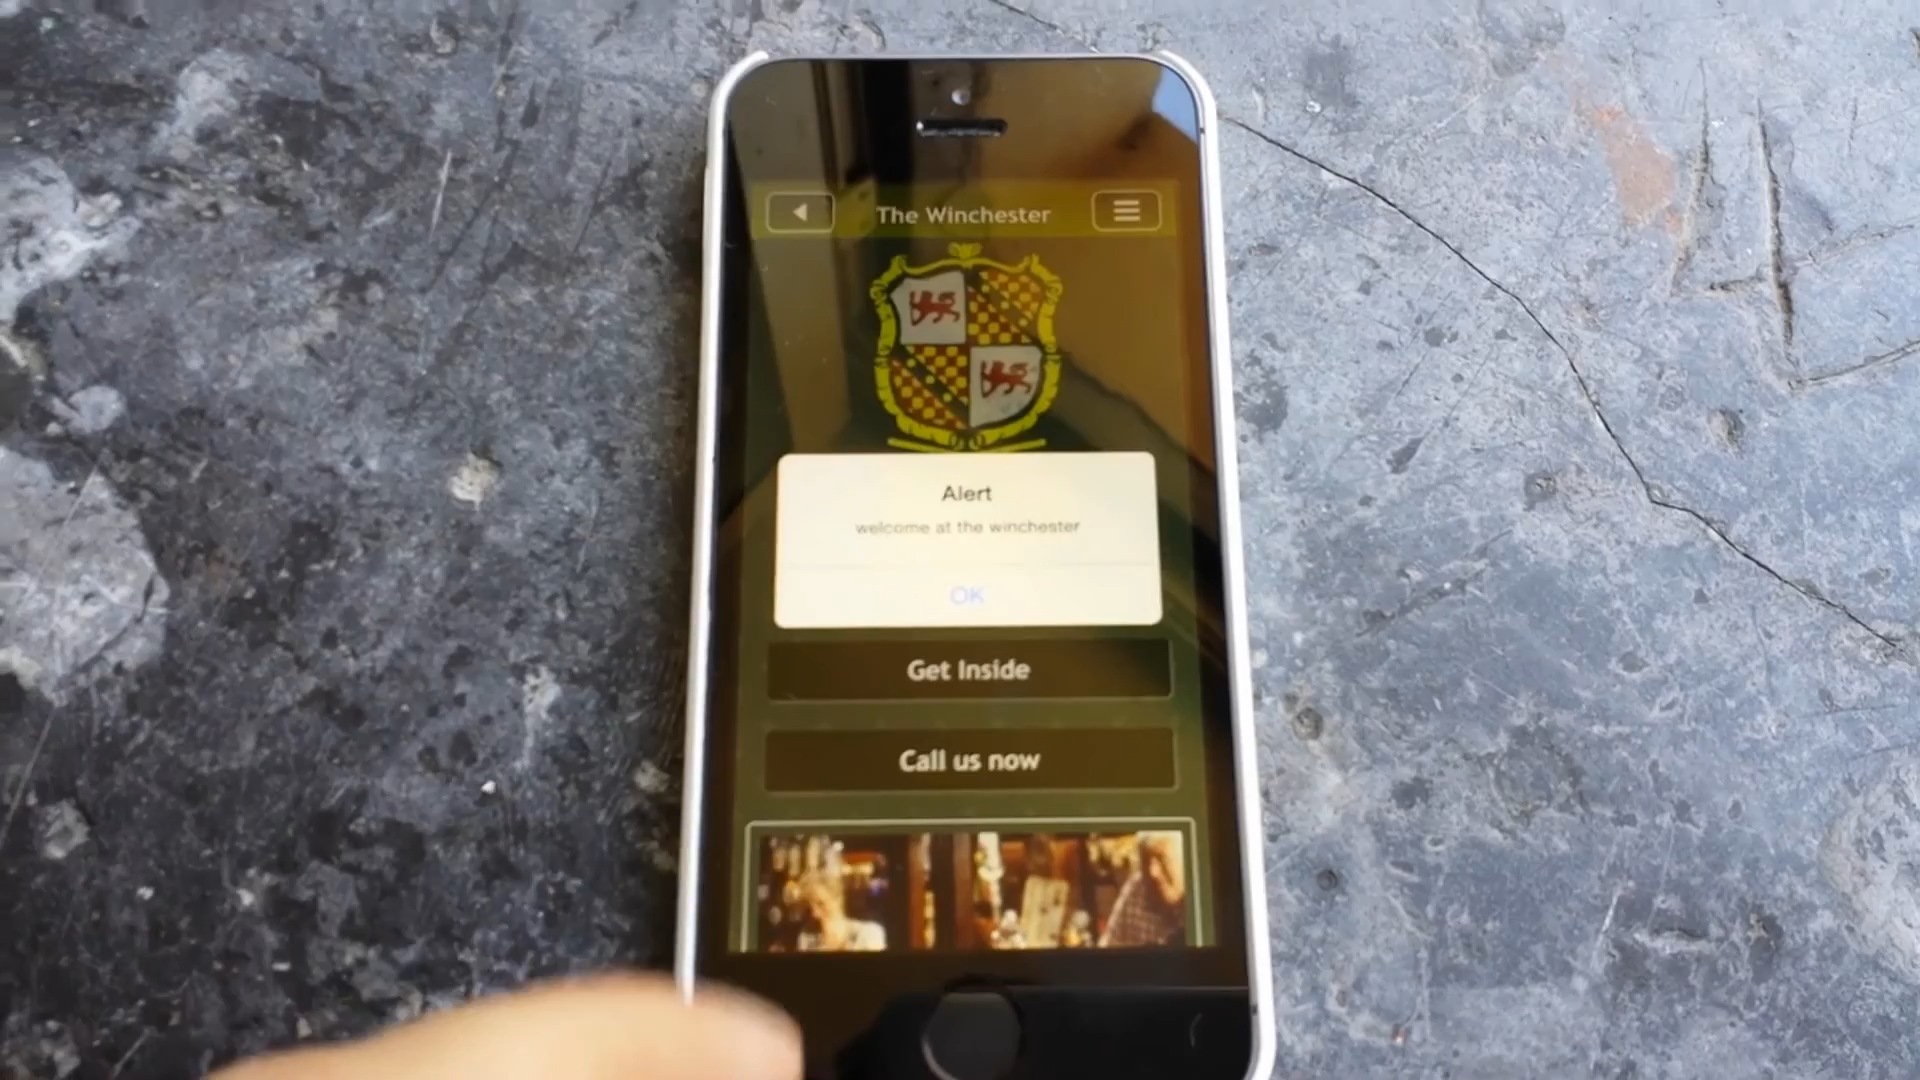 The Winchester
Alert
welcome at the winchester
OK
Get Inside
Call us now